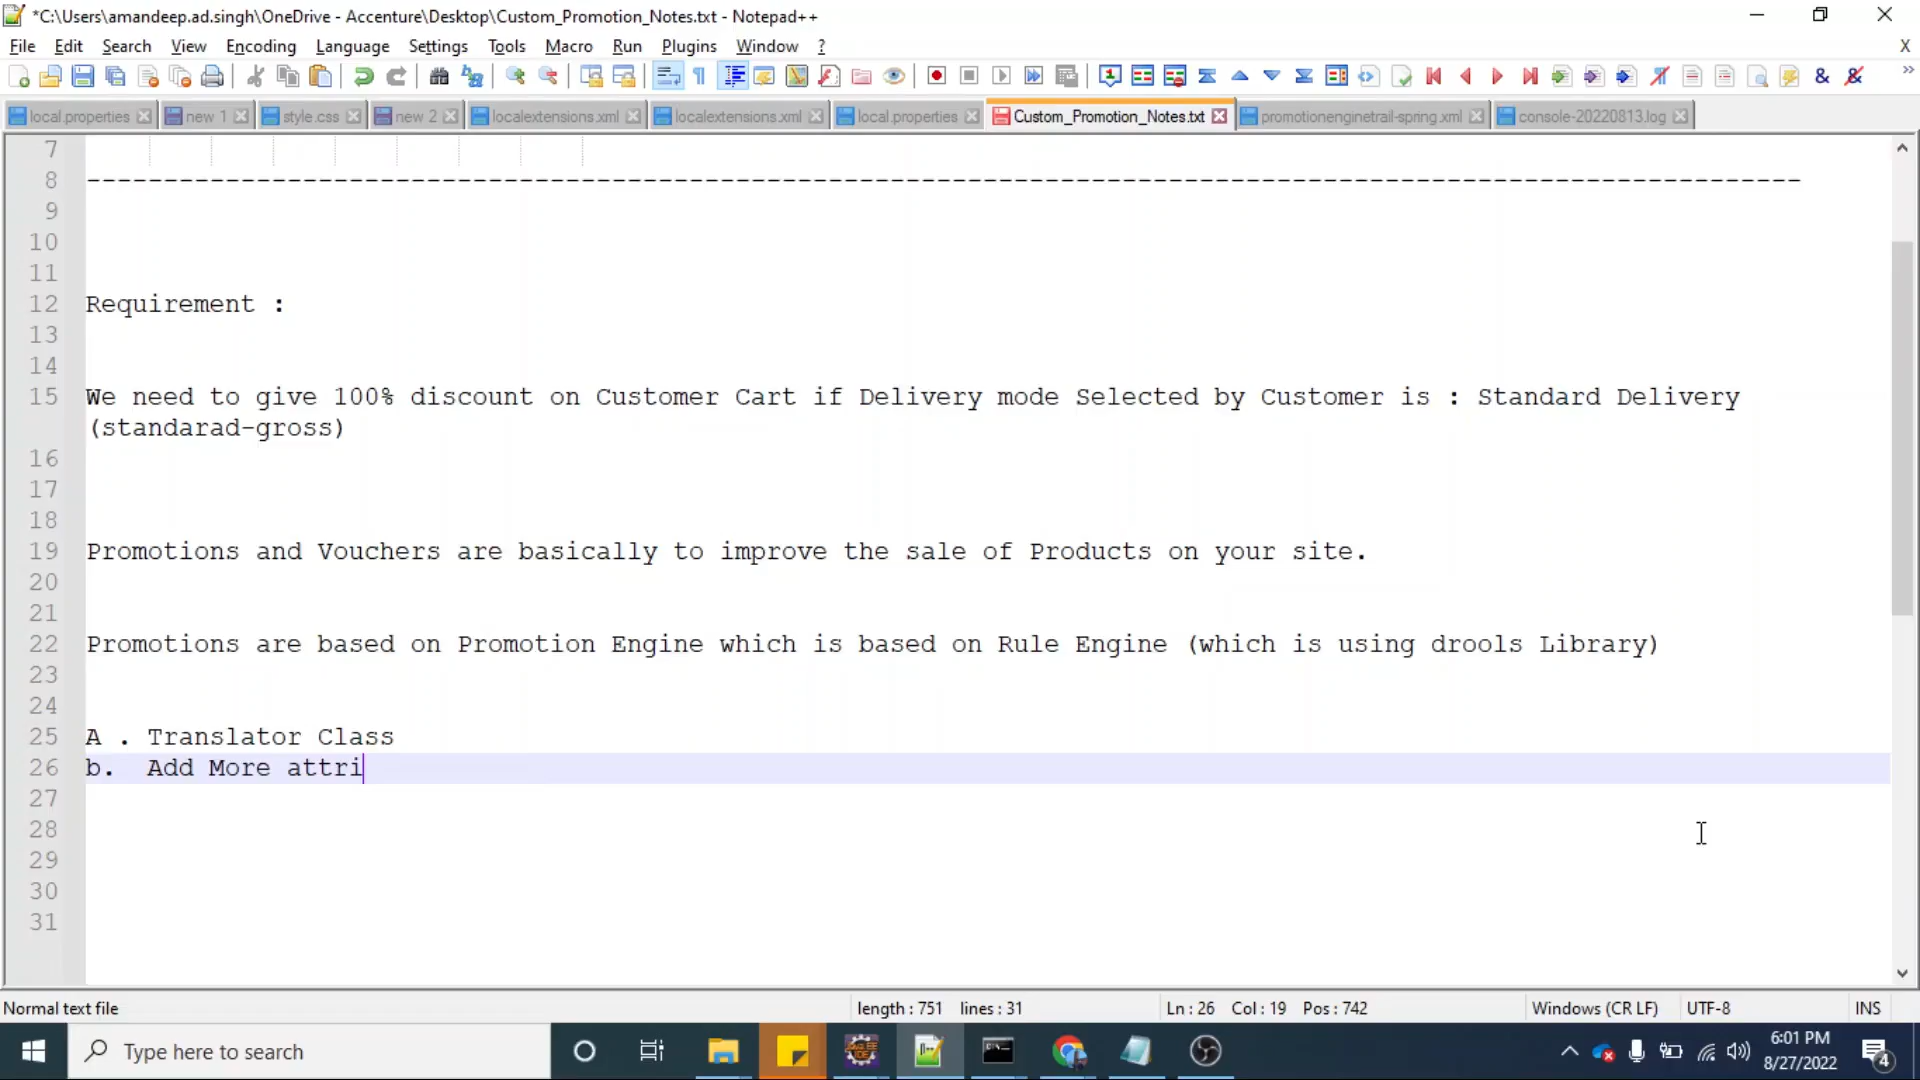 *C:\Users\amandeep.ad.singh\OneDrive - Accenture\Desktop\Custom_Promotion_Notes.txt - Notepad++
File Edit Search View Encoding Language Settings Tools Macro Run Plugins Window ? X
local.properties new 1 style.css new 2 localextensions.xml localextensions.xml local.properties Custom_Promotion_Notes.txt promotionenginetrail-spring.xml console-20220813.log
7
8 ----------------------------------------------------------------------------------------------------------------
9
10
11
12 Requirement :
13
14
15 We need to give 100% discount on Customer Cart if Delivery mode Selected by Customer is : Standard Delivery
(standarad-gross)
16
17
18
19 Promotions and Vouchers are basically to improve the sale of Products on your site.
20
21
22 Promotions are based on Promotion Engine which is based on Rule Engine (which is using drools Library)
23
24
25 A . Translator Class
26 b.  Add More attri
27
28
29
30
31
Normal text file length : 751 lines : 31 Ln : 26 Col : 19 Pos : 742 Windows (CR LF) UTF-8 INS
Type here to search
6:01 PM
8/27/2022
4